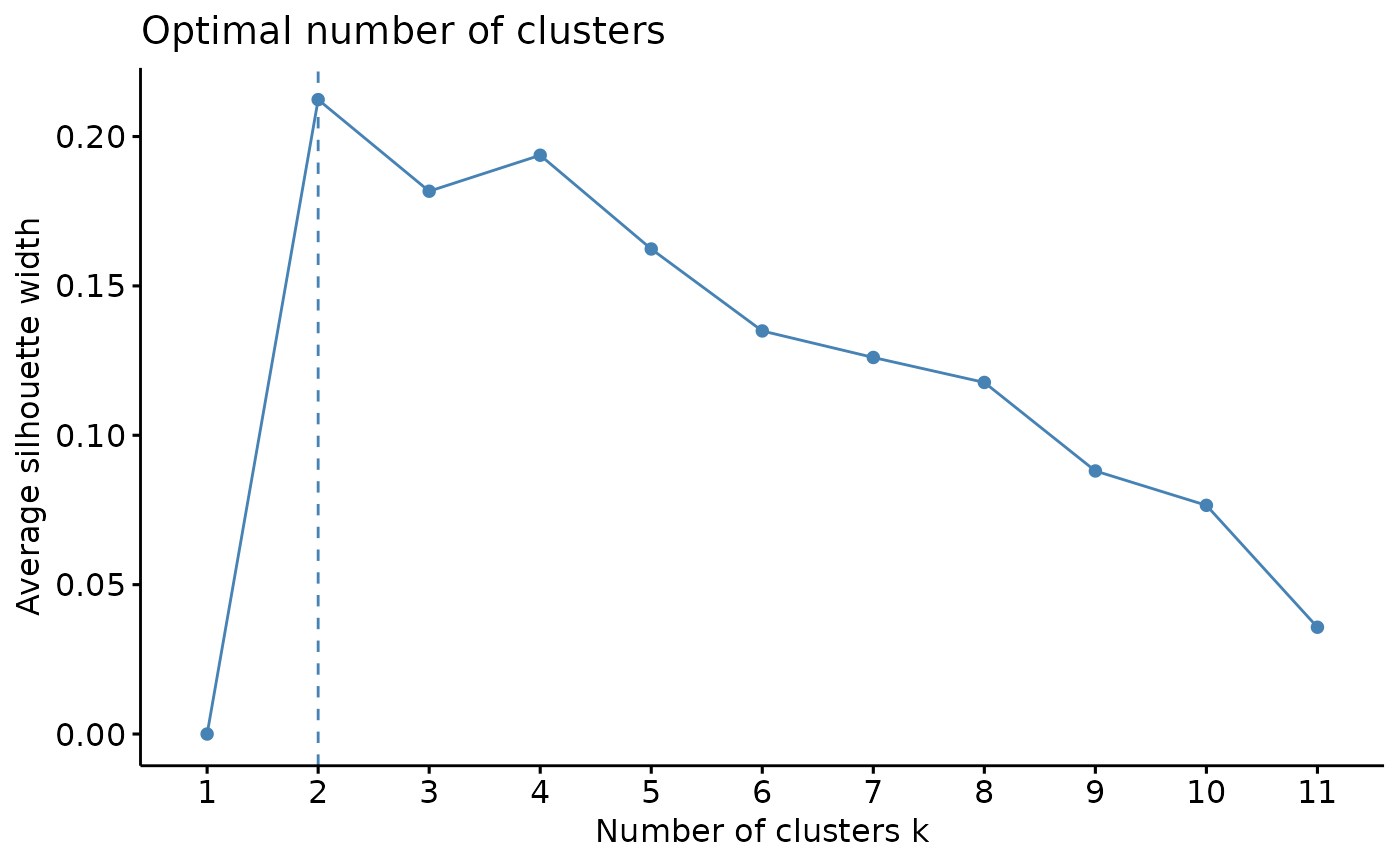 Optimal number of clusters
Average silhouette width
0.20
0.15
0.10
0.05
0.00
1 2 3 4 5 6 7 8 9 10 11
Number of clusters k